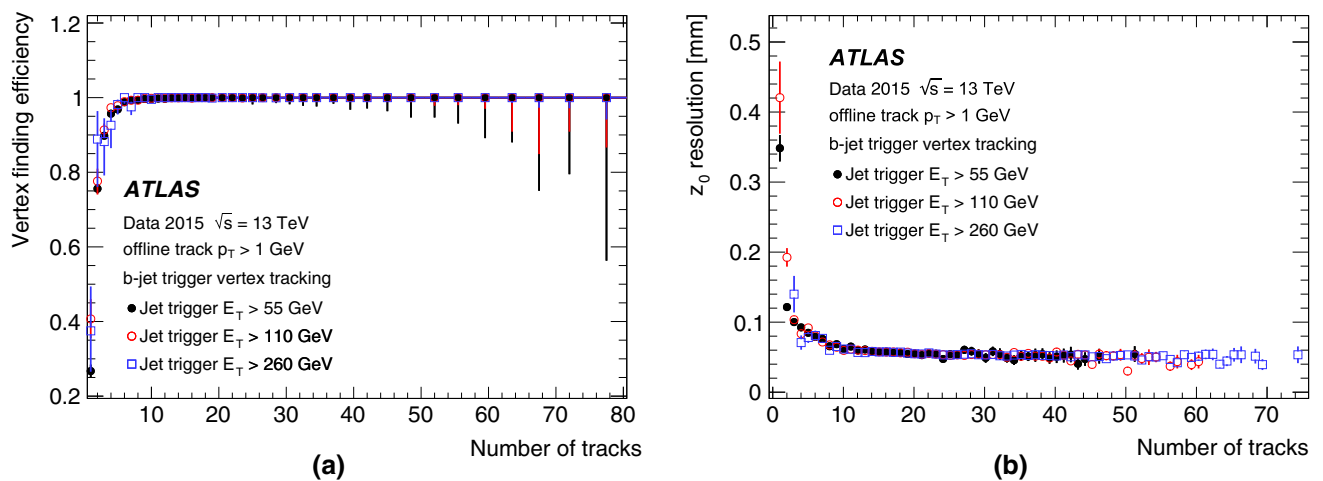 Vertex finding efficiency
1.2
1
0.8
0.6
0.4
0.2
ATLAS
Data 2015 √s = 13 TeV
offline track p_T > 1 GeV
b-jet trigger vertex tracking
Jet trigger E_T > 55 GeV
Jet trigger E_T > 110 GeV
Jet trigger E_T > 260 GeV
10 20 30 40 50 60 70 80
Number of tracks
(a)
z_0 resolution [mm]
0.5
0.4
0.3
0.2
0.1
0
ATLAS
Data 2015 √s = 13 TeV
offline track p_T > 1 GeV
b-jet trigger vertex tracking
Jet trigger E_T > 55 GeV
Jet trigger E_T > 110 GeV
Jet trigger E_T > 260 GeV
0 10 20 30 40 50 60 70
Number of tracks
(b)